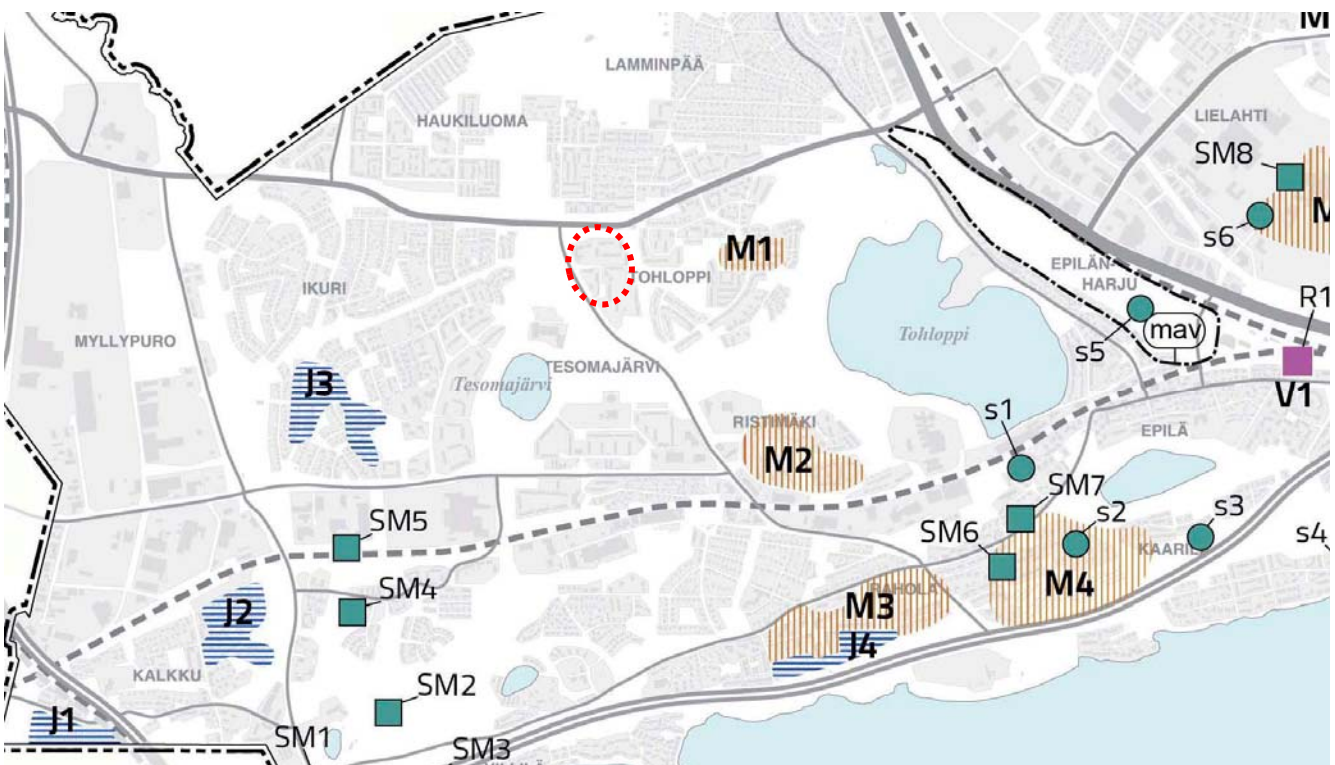 M
LAMMINPÄÄ
HAUKILUOMA
LIELAHTI
SM8
M
s6
M1
EPILÄN-
HARJU
TOHLOPPI
IKURI
R1
MYLLYPURO
Tohloppi
s5
mav
TESOMAJÄRVI
J3
Tesomajärvi
V1
RISTIMÄKI
s1
EPILÄ
M2
SM7
SM5
s2
s3
SM6
s4
KAARILA
M4
SM4
M3
J2
J4
KALKKU
SM2
J1
SM1
SM3